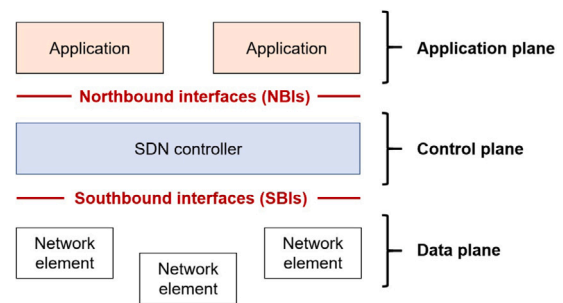 Application
Application
Application plane
Northbound interfaces (NBIs)
SDN controller
Control plane
Southbound interfaces (SBIs)
Network
element
Network
element
Network
element
Data plane